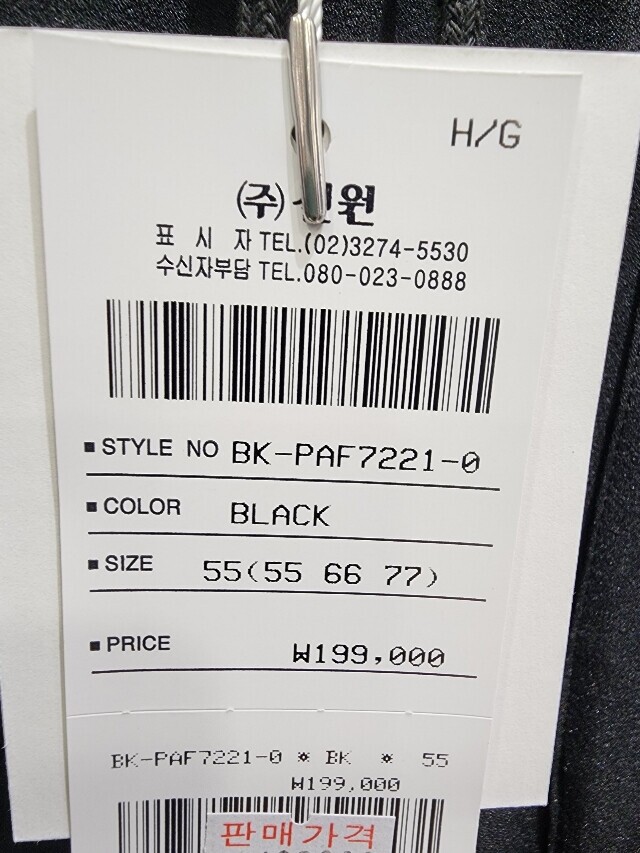 H/G
(주) 원
표 시 자 TEL.(02)3274-5530
수신자부담 TEL.080-023-0888
■ STYLE NO BK-PAF7221-0
■ COLOR BLACK
■ SIZE 55(55 66 77)
■ PRICE ₩199,000
BK-PAF7221-0 * BK * 55
₩199,000
판매가격